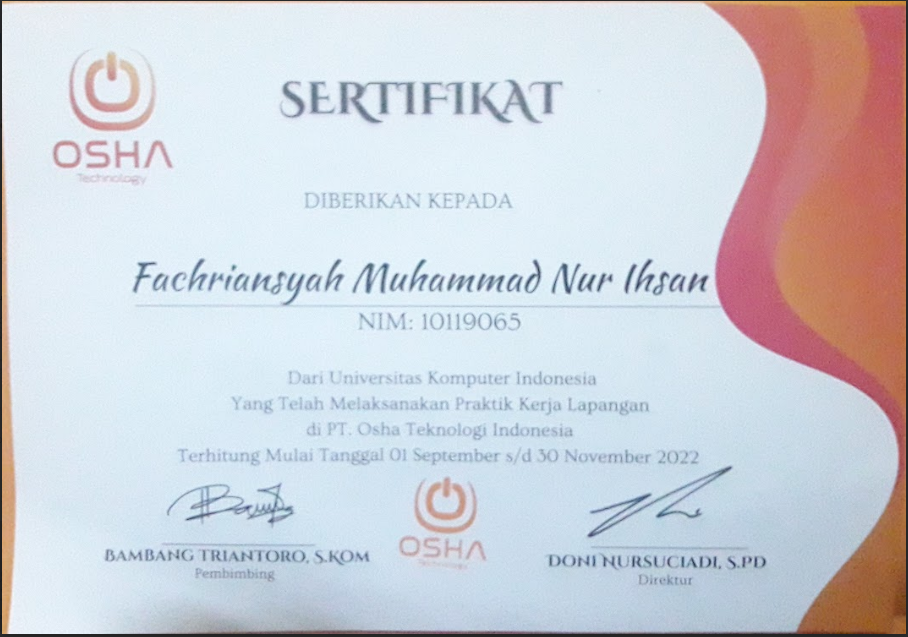 OSHA
Technology
SERTIFIKAT
DIBERIKAN KEPADA
Fachriansyah Muhammad Nur Ihsan
NIM: 10119065
Dari Universitas Komputer Indonesia
Yang Telah Melaksanakan Praktik Kerja Lapangan
di PT. Osha Teknologi Indonesia
Terhitung Mulai Tanggal 01 September s/d 30 November 2022
BAMBANG TRIANTORO, S.KOM
Pembimbing
OSHA
Technology
DONI NURSUCIADI, S.PD
Direktur